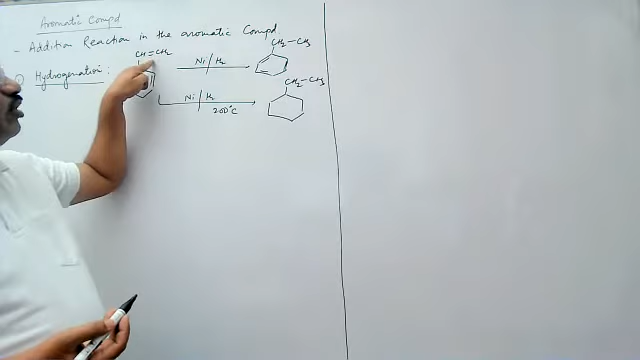 Aromatic Compd
- Addition Reaction in the aromatic Compd
① Hydrogenation :
CH=CH2
Ni/H2
CH2-CH3
Ni/H2
200°C
CH2-CH3